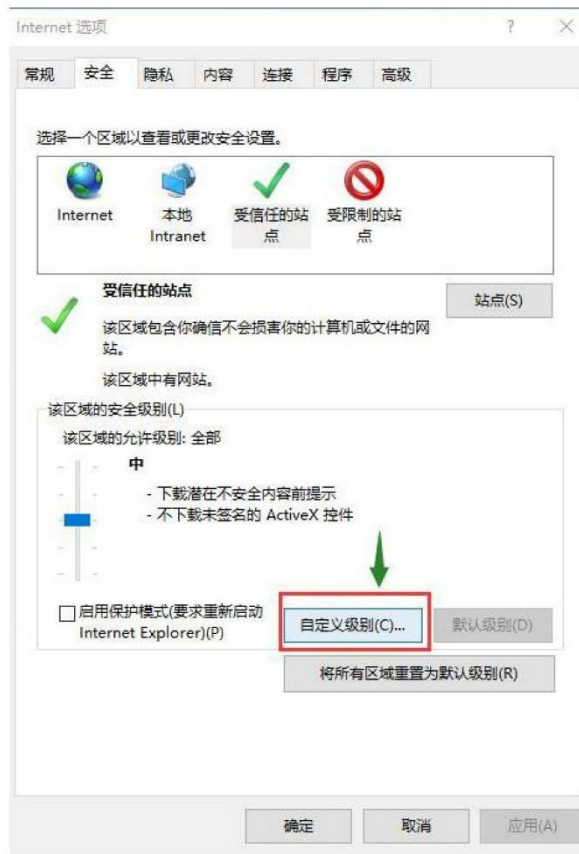 Internet 选项
常规 安全 隐私 内容 连接 程序 高级
选择一个区域以查看或更改安全设置。
Internet
本地
Intranet
受信任的站
点
受限制的站
点
受信任的站点
站点(S)
该区域包含你确信不会损害你的计算机或文件的网
站。
该区域中有网站。
该区域的安全级别(L)
该区域的允许级别: 全部
中
- 下载潜在不安全内容前提示
- 不下载未签名的 ActiveX 控件
启用保护模式(要求重新启动
Internet Explorer)(P)
自定义级别(C)...
默认级别(D)
将所有区域重置为默认级别(R)
确定 取消 应用(A)